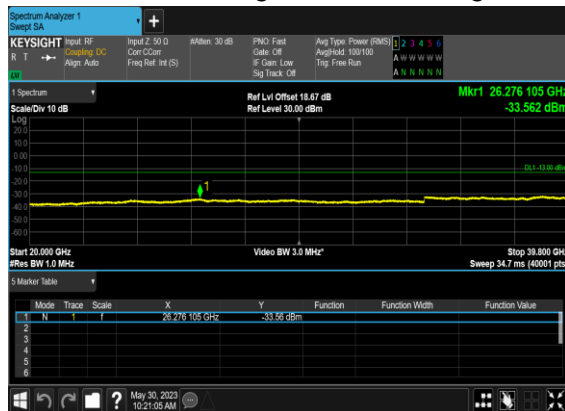 Spectrum Analyzer 1
Swept SA
+
KEYSIGHT Input: RF Input Z: 50 Ω #Atten: 30 dB PNO: Fast Avg Type: Power (RMS) 1 2 3 4 5 6
R T Coupling: DC Corr CCorr Gate: Off Avg|Hold: 100/100 A W W W W W
Align: Auto Freq Ref: Int (S) IF Gain: Low Trig: Free Run
LW Sig Track: Off A N N N N N
1 Spectrum Ref Lvl Offset 18.67 dB Mkr1 26.276 105 GHz
Scale/Div 10 dB Ref Level 30.00 dBm -33.562 dBm
Log
20.0
10.0
0.00
-10.0 DL1 -13.00 dBm
-20.0
1
-30.0
-40.0
-50.0
-60.0
Start 20.000 GHz Video BW 3.0 MHz* Stop 39.800 GHz
#Res BW 1.0 MHz Sweep 34.7 ms (40001 pts
5 Marker Table
Mode Trace Scale X Y Function Function Width Function Value
1 N 1 f 26.276 105 GHz -33.56 dBm
2
3
4
5
6
? May 30, 2023
10:21:05 AM